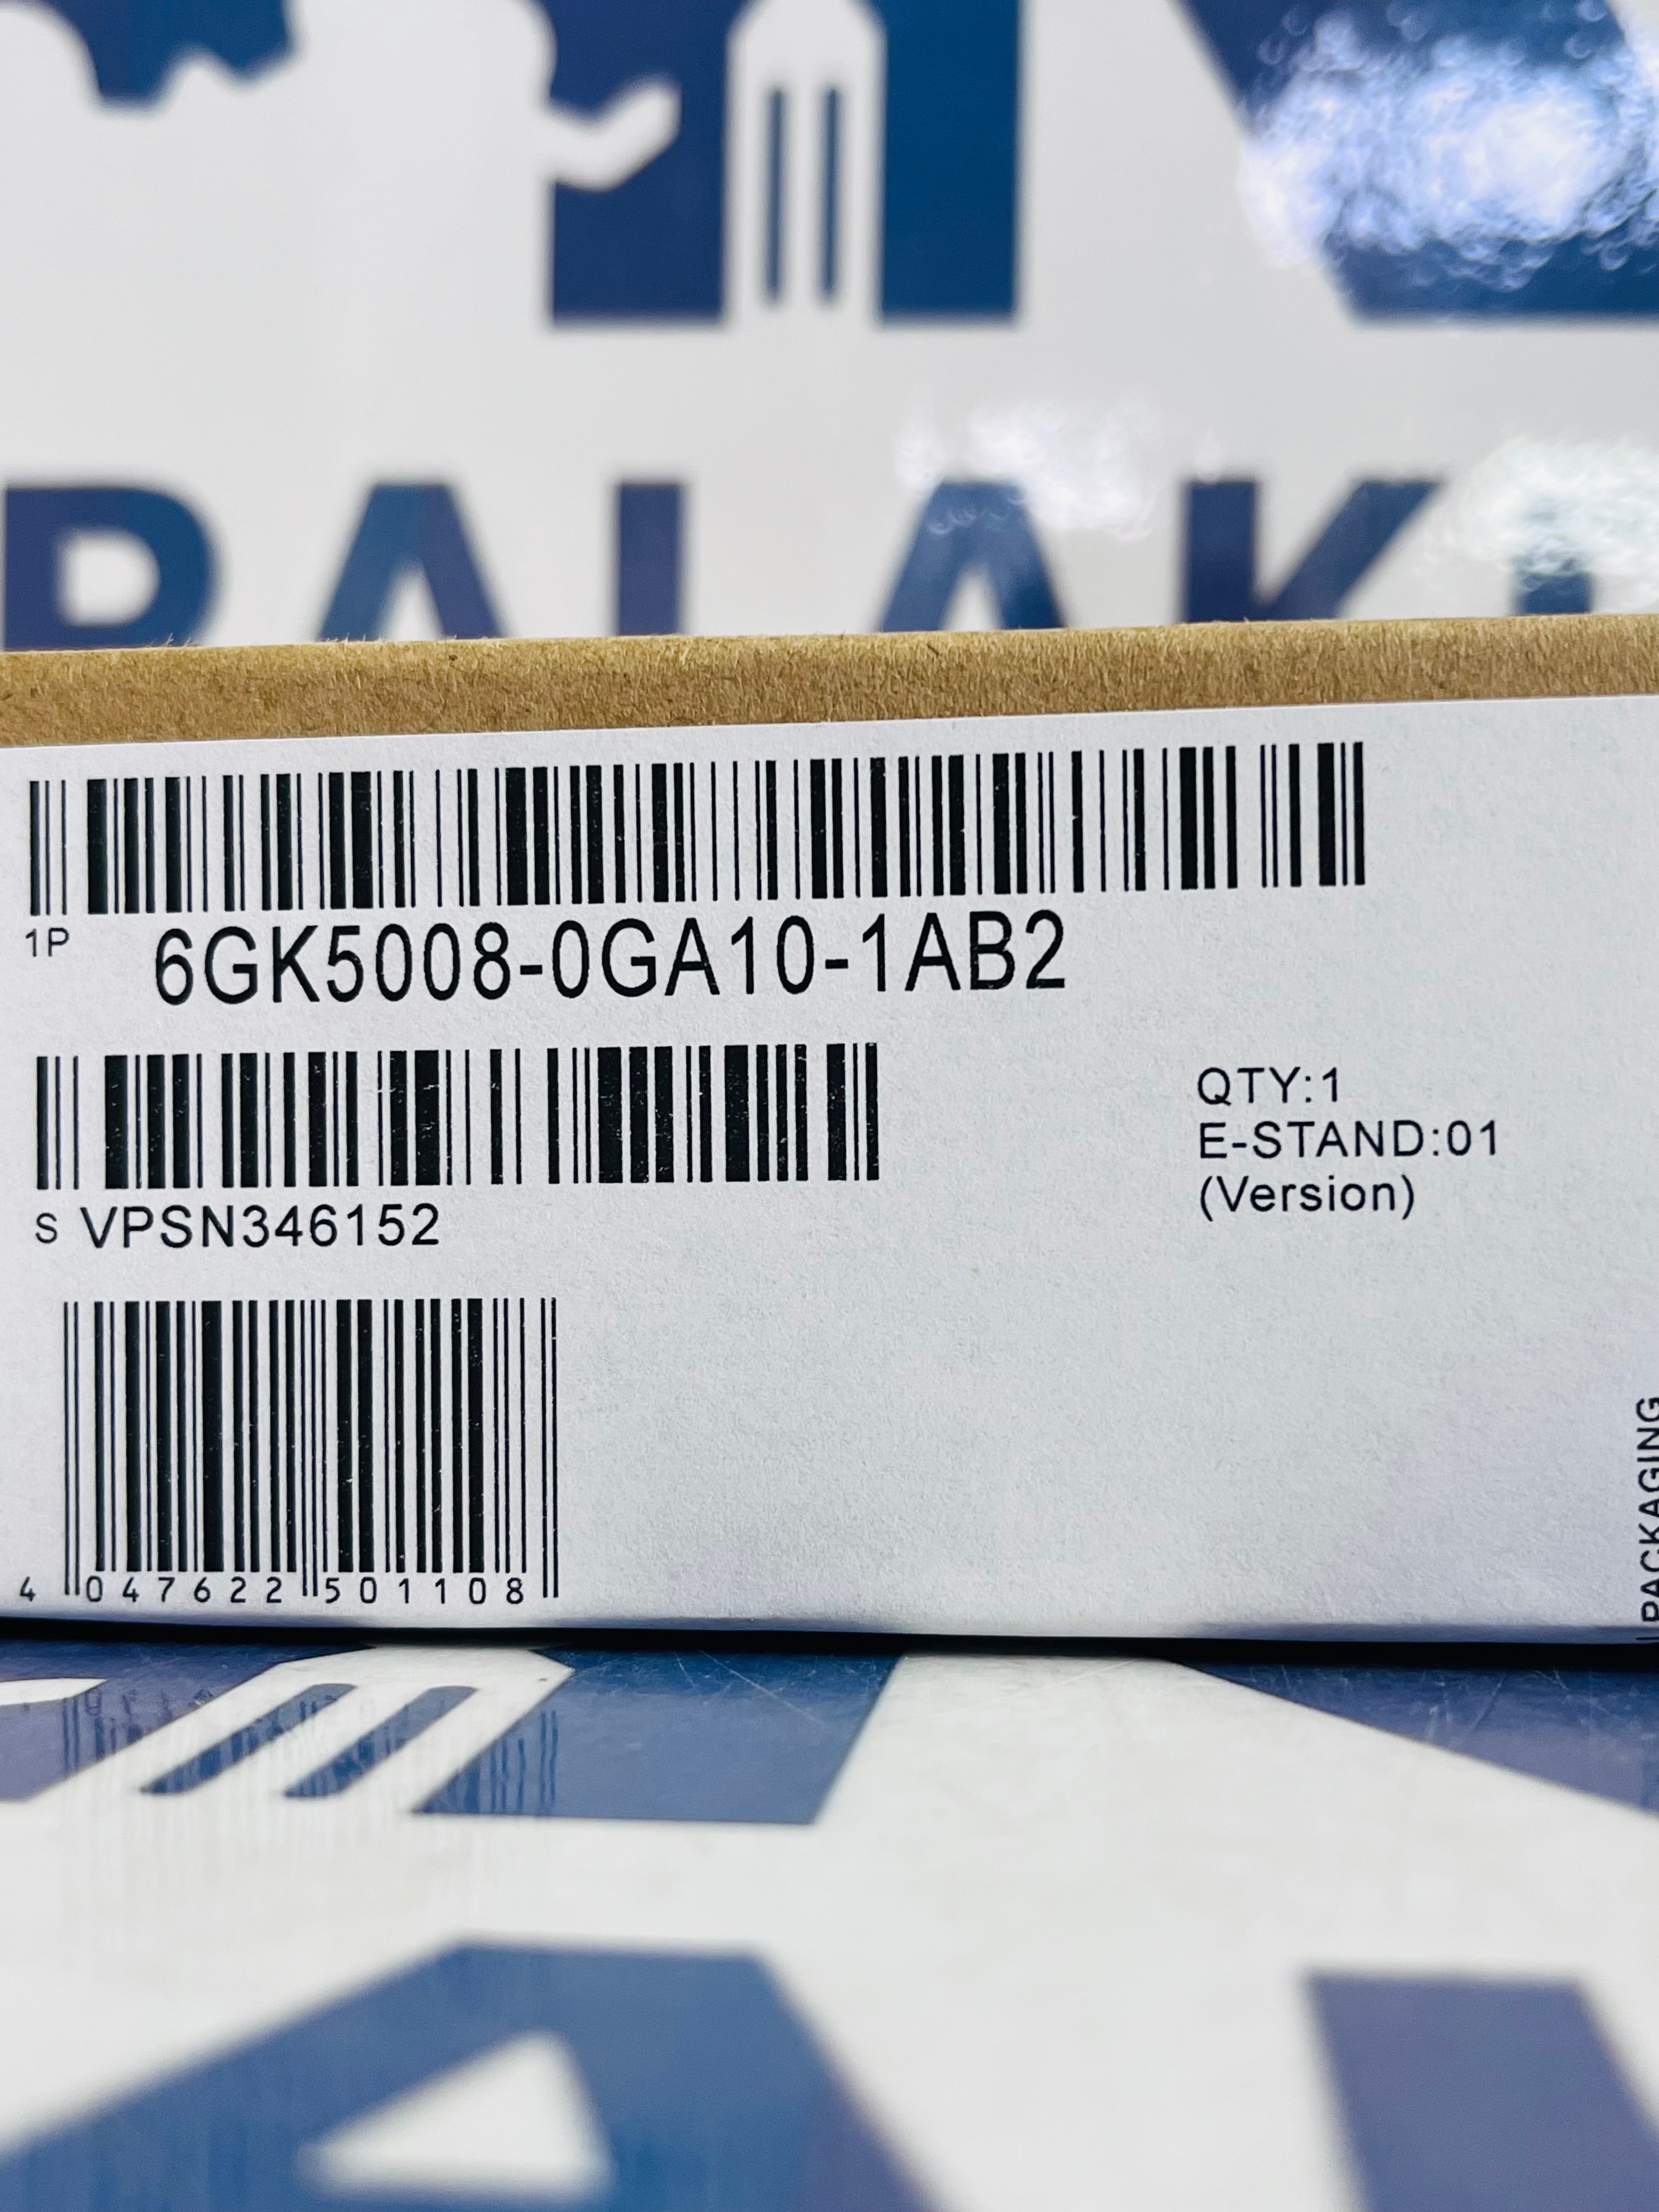 1P 6GK5008-0GA10-1AB2
S VPSN346152
QTY:1
E-STAND:01
(Version)
4 047622 501108
PACKAGING